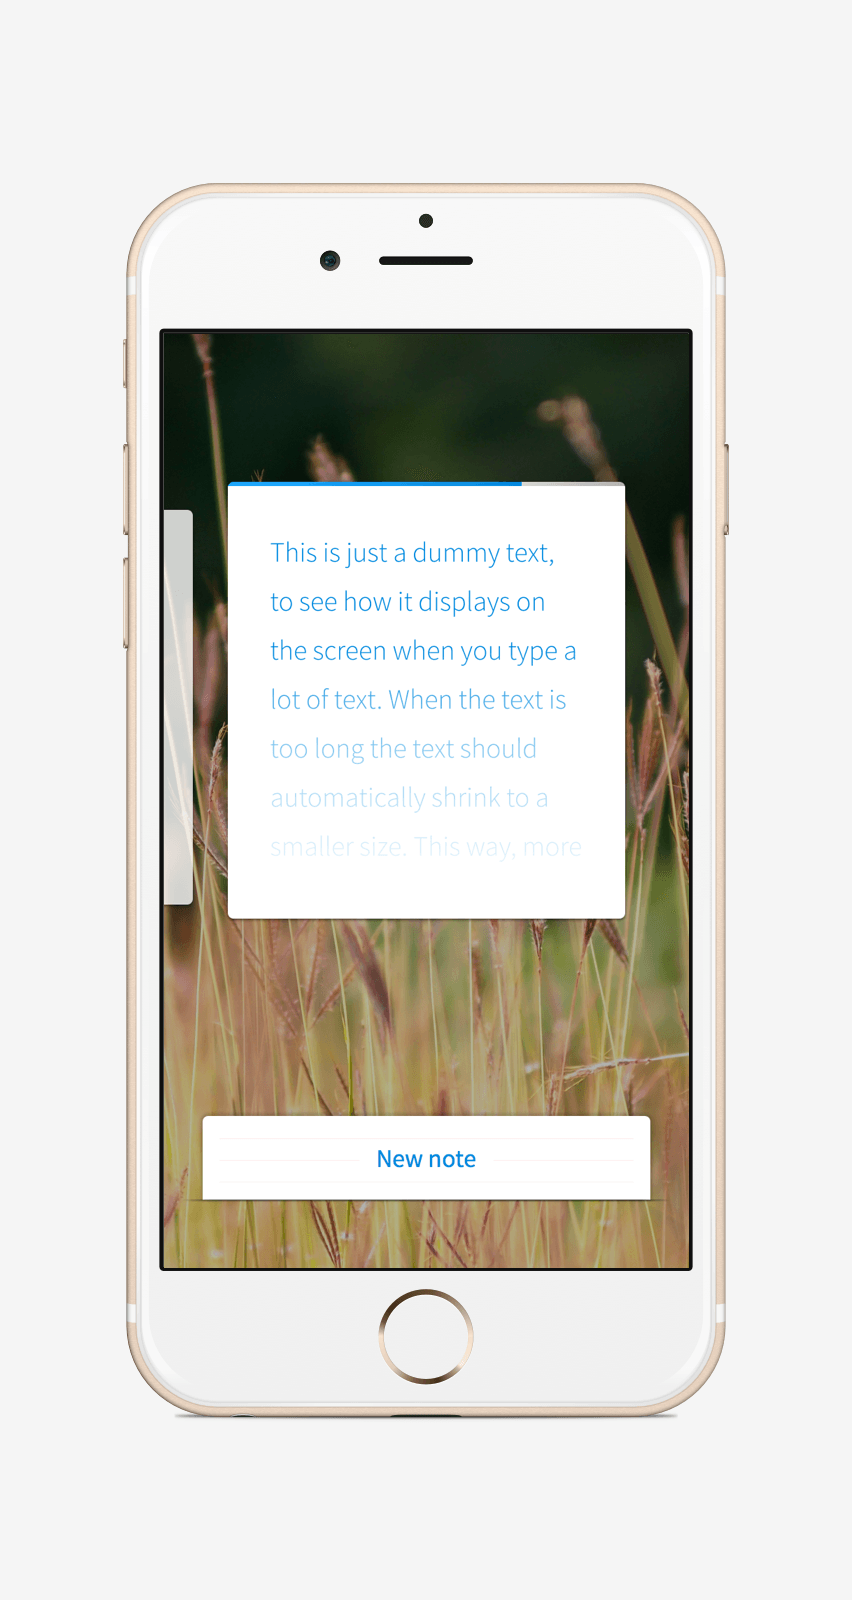 This is just a dummy text,
to see how it displays on
the screen when you type a
lot of text. When the text is
too long the text should
automatically shrink to a
smaller size. This way, more
New note